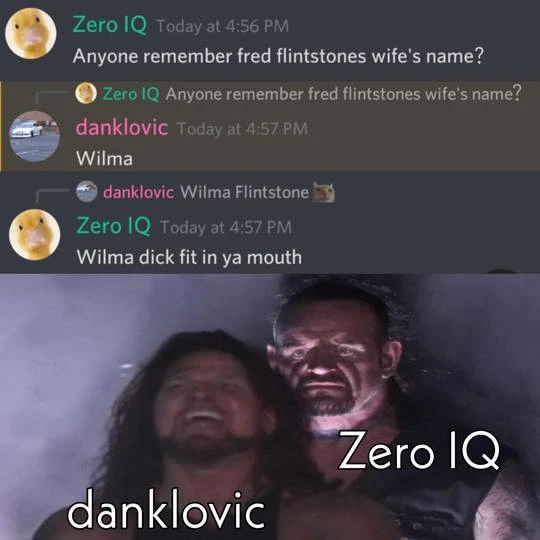 Zero IQ Today at 4:56 PM
Anyone remember fred flintstones wife's name?
Zero IQ Anyone remember fred flintstones wife's name?
danklovic Today at 4:57 PM
Wilma
danklovic Wilma Flintstone
Zero IQ Today at 4:57 PM
Wilma dick fit in ya mouth
Zero IQ
danklovic